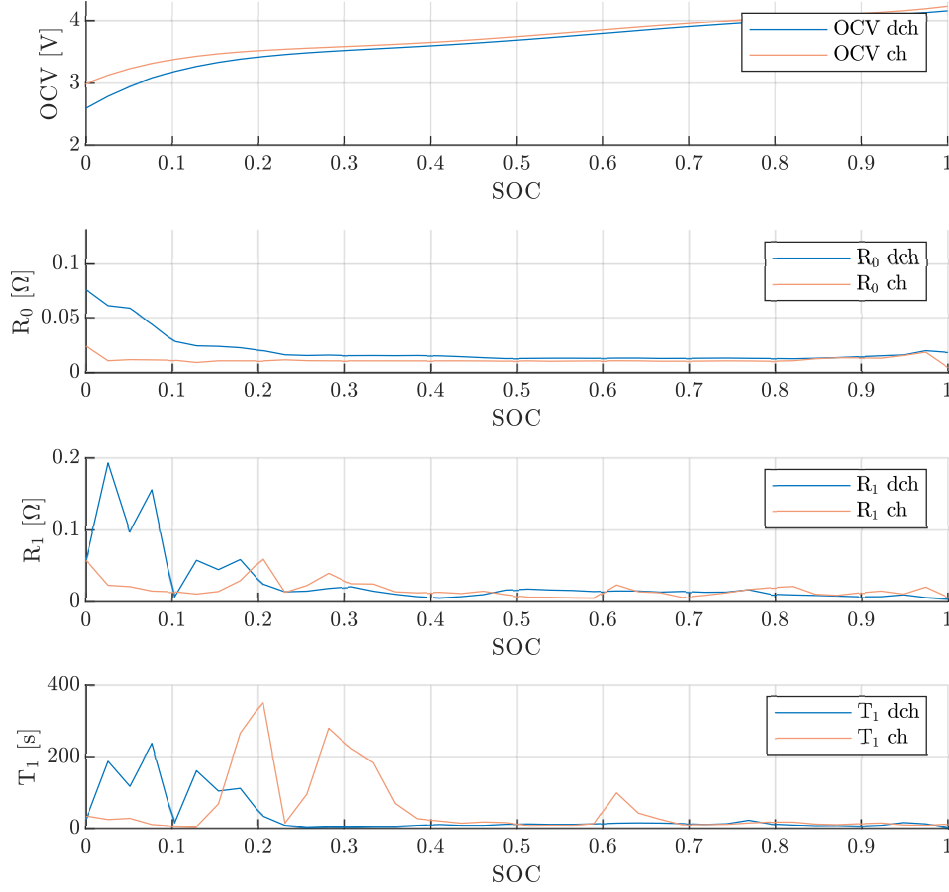 OCV [V]
4
3
2
OCV dch
OCV ch
0 0.1 0.2 0.3 0.4 0.5 0.6 0.7 0.8 0.9 1
SOC
R₀ [Ω]
0.1
0.05
0
R₀ dch
R₀ ch
0 0.1 0.2 0.3 0.4 0.5 0.6 0.7 0.8 0.9 1
SOC
R₁ [Ω]
0.2
0.1
0
R₁ dch
R₁ ch
0 0.1 0.2 0.3 0.4 0.5 0.6 0.7 0.8 0.9 1
SOC
T₁ [s]
400
200
0
T₁ dch
T₁ ch
0 0.1 0.2 0.3 0.4 0.5 0.6 0.7 0.8 0.9 1
SOC